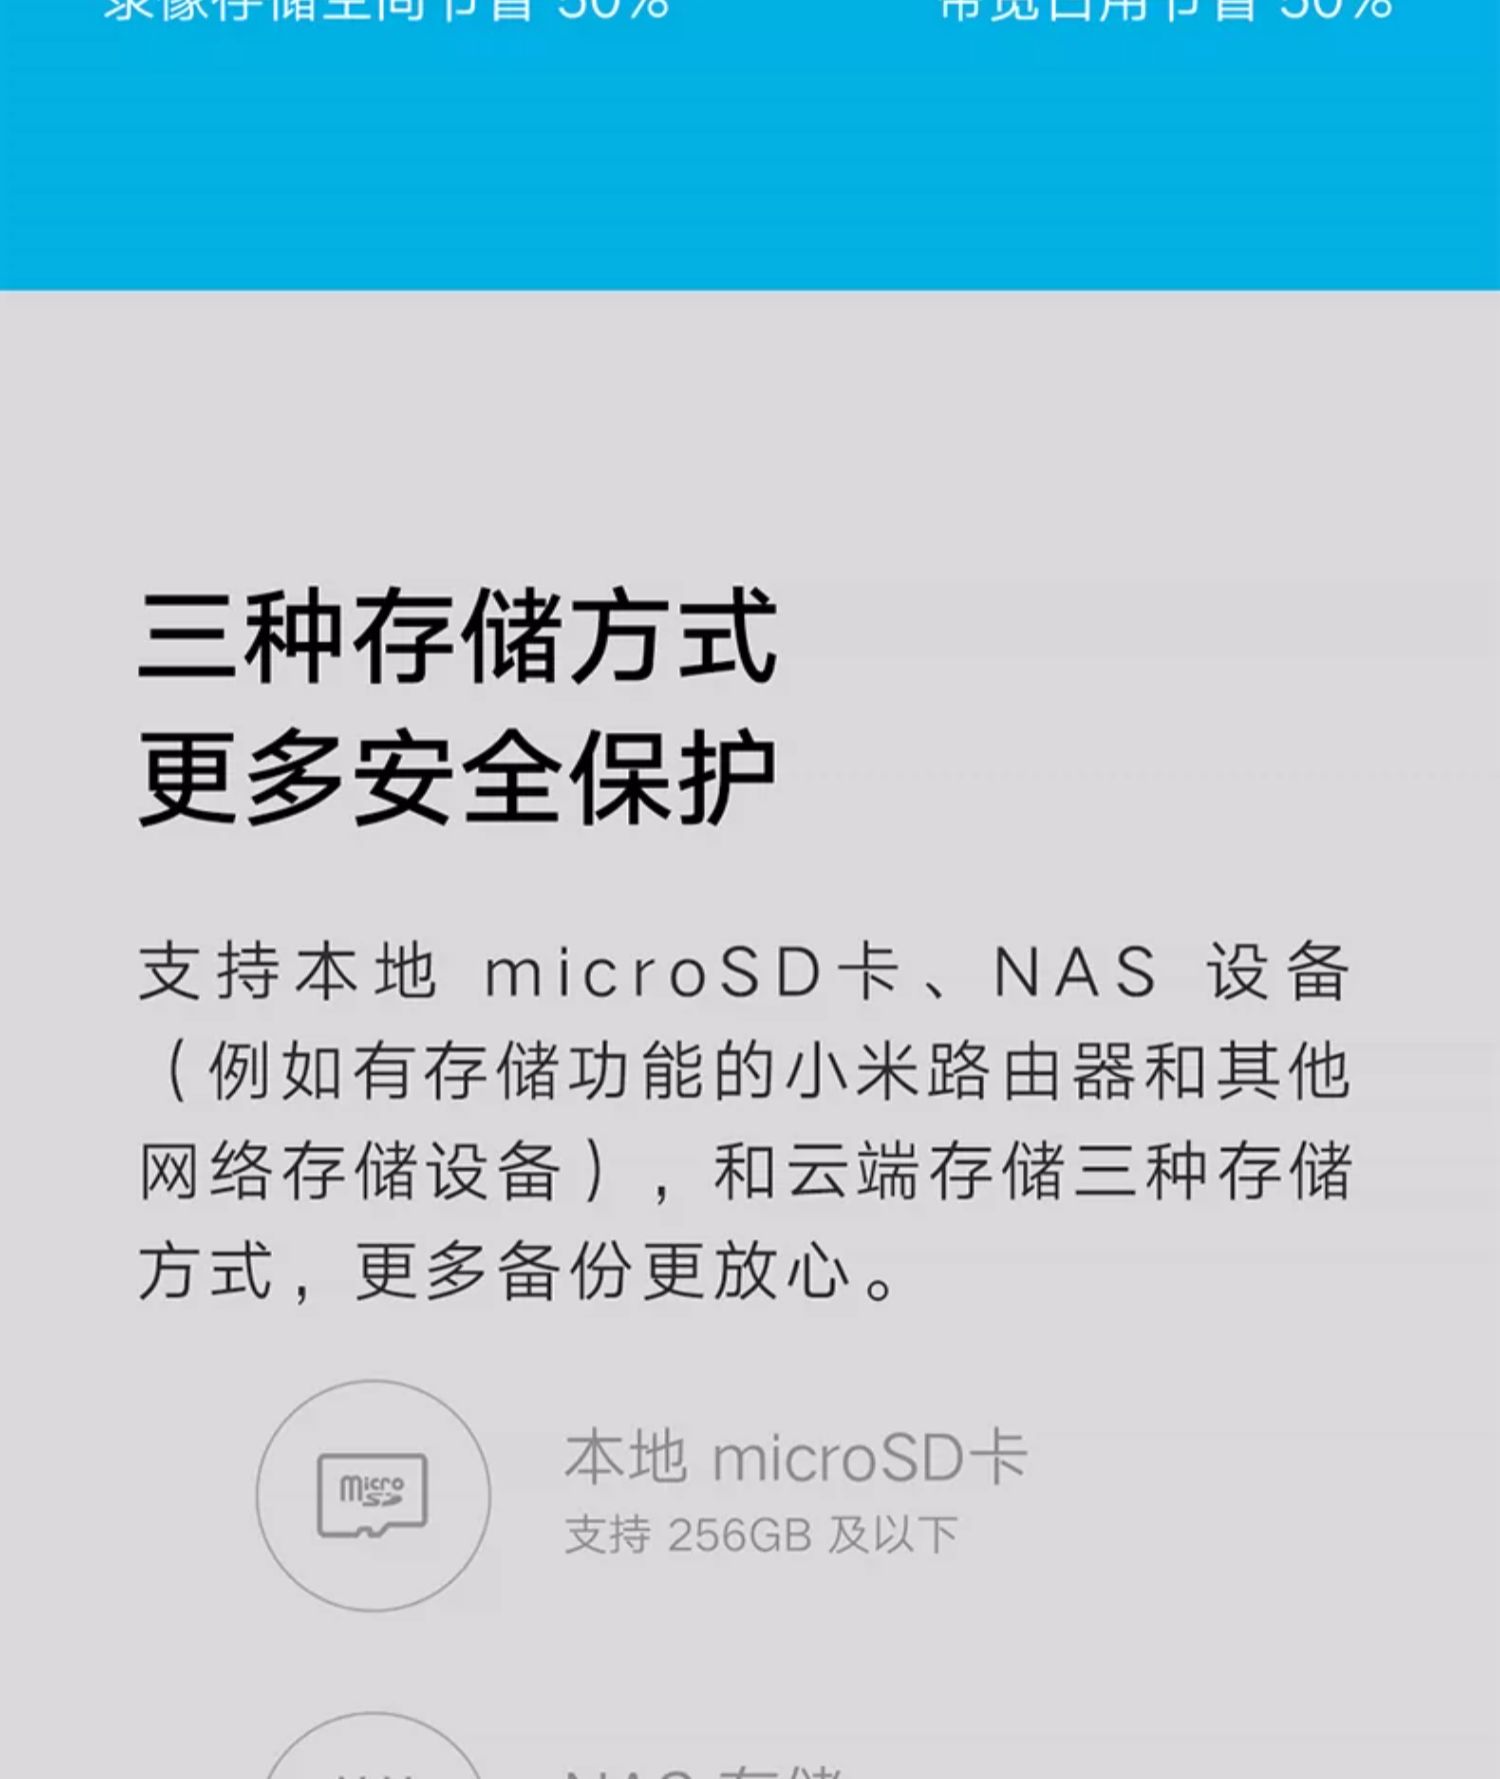 录像存储空间节省 50%
带宽占用节省 50%
三种存储方式
更多安全保护
支持本地 microSD卡、NAS 设备
（例如有存储功能的小米路由器和其他
网络存储设备），和云端存储三种存储
方式，更多备份更放心。
Micro
SD
本地 microSD卡
支持 256GB 及以下
NAS 存储